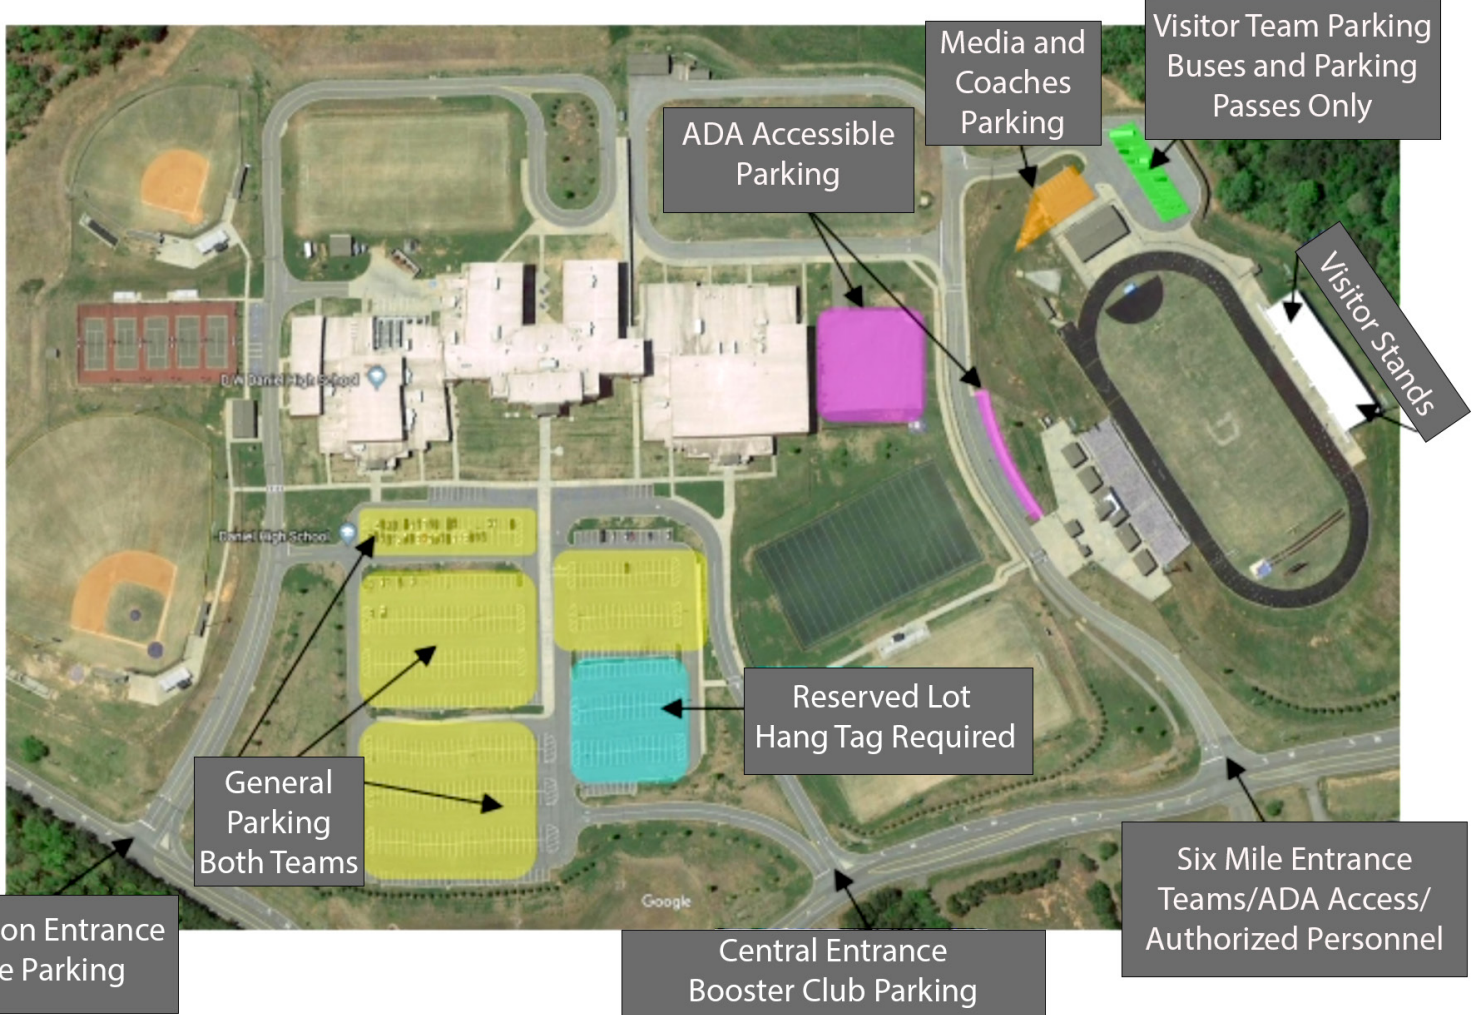 Visitor Team Parking
Buses and Parking
Passes Only
Media and
Coaches
Parking
ADA Accessible
Parking
Visitor Stands
D W Daniel High School
Daniel High School
Reserved Lot
Hang Tag Required
General
Parking
Both Teams
Six Mile Entrance
Teams/ADA Access/
Authorized Personnel
Google
on Entrance
e Parking
Central Entrance
Booster Club Parking